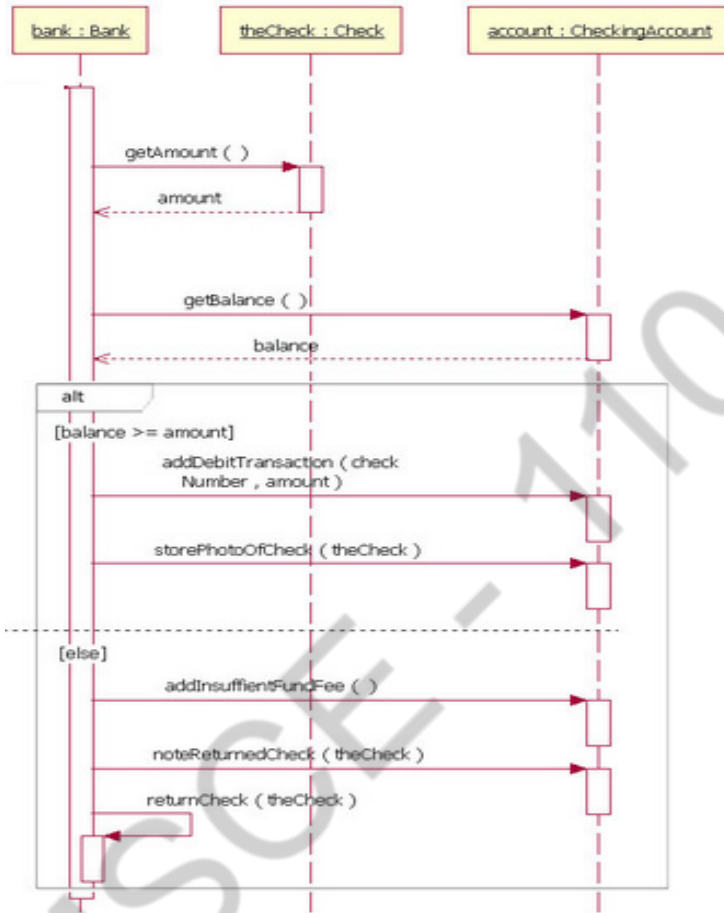 bank : Bank
theCheck : Check
account : CheckingAccount
getAmount ( )
amount
getBalance ( )
balance
alt
[balance >= amount]
addDebitTransaction ( check
Number , amount )
storePhotoOfCheck ( theCheck )
[else]
addInsuffientFundFee ( )
noteReturnedCheck ( theCheck )
returnCheck ( theCheck )
SCE - 110